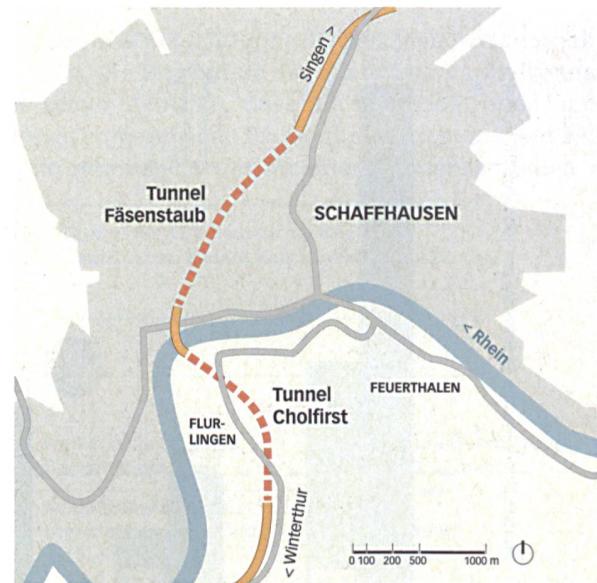 Singen >
Tunnel
Fäsenstaub
SCHAFFHAUSEN
< Rhein
FEUERTHALEN
Tunnel
Cholfirst
FLUR-
LINGEN
< Winterthur
0 100 200 500 1000 m